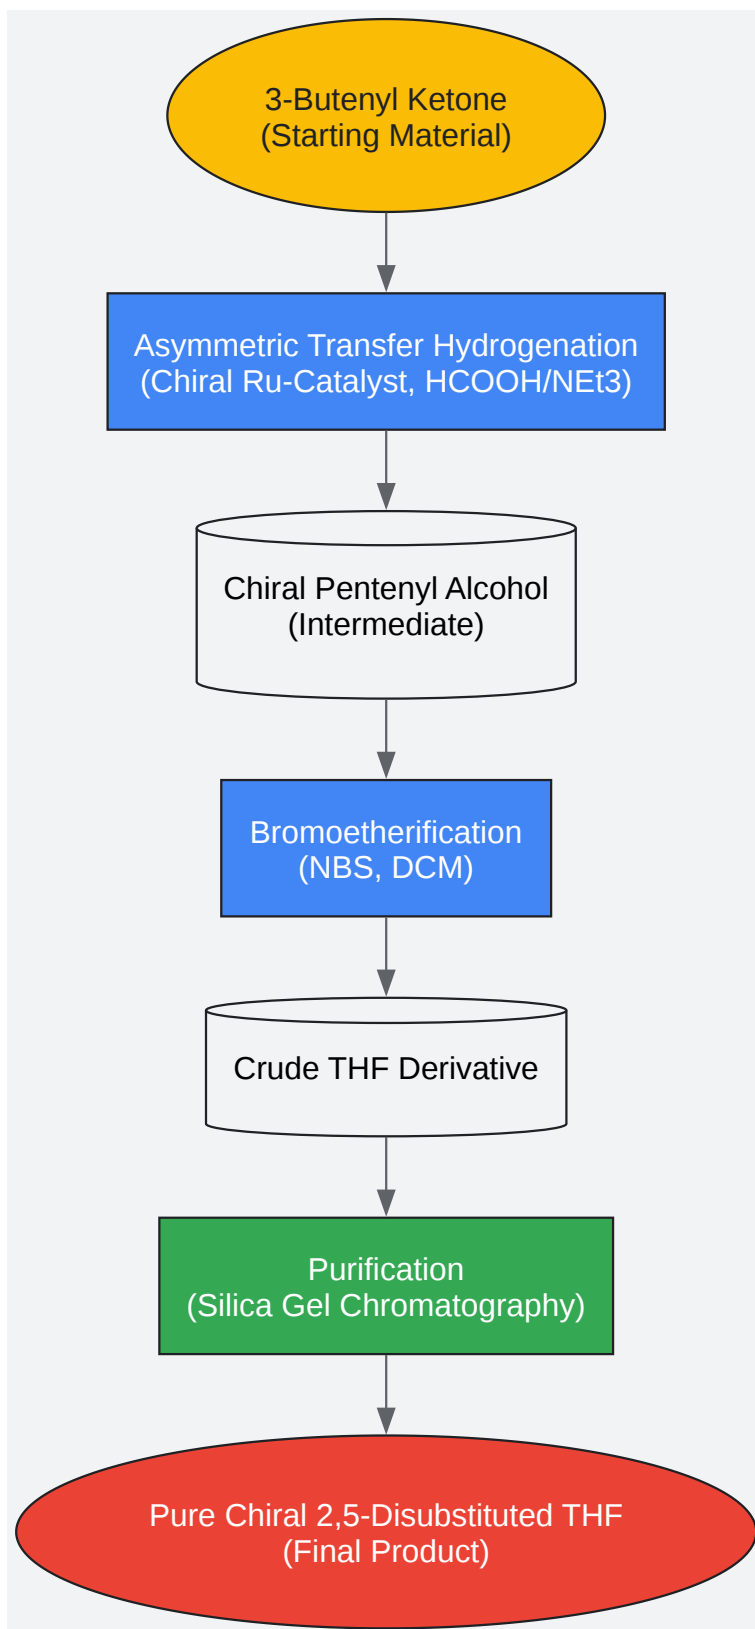 3-Butenyl Ketone
(Starting Material)
Asymmetric Transfer Hydrogenation
(Chiral Ru-Catalyst, HCOOH/NEt3)
Chiral Pentenyl Alcohol
(Intermediate)
Bromoetherification
(NBS, DCM)
Crude THF Derivative
Purification
(Silica Gel Chromatography)
Pure Chiral 2,5-Disubstituted THF
(Final Product)